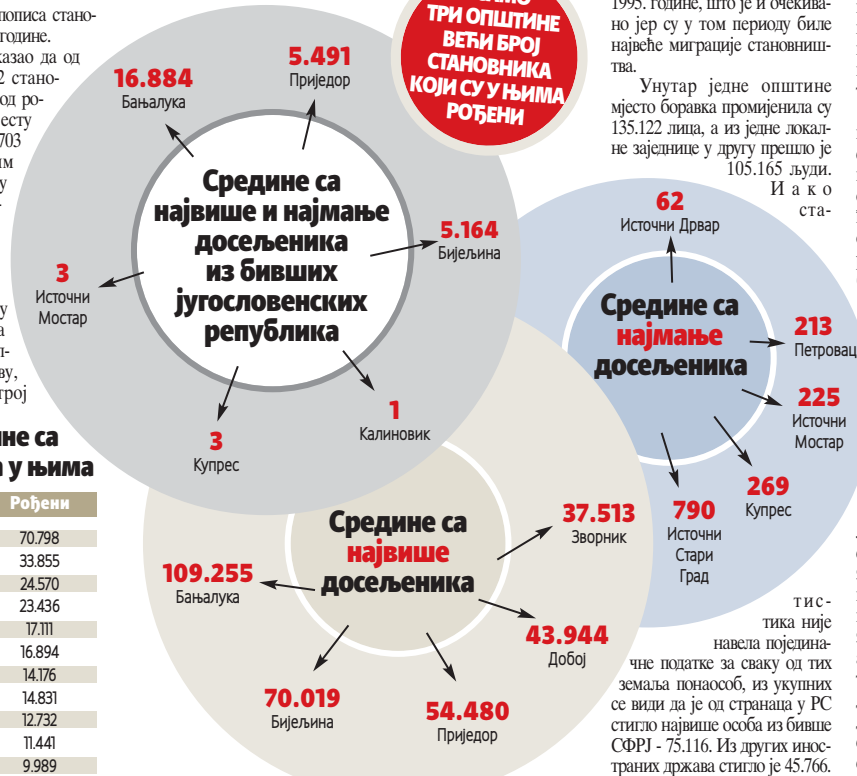 пописа стано-
године.
казао да од
2 стано-
од ро-
есту
703
им
у
у
а
ву,
трој
не са
а у њима
Рођени
70.798
33.855
24.570
23.436
17.111
16.894
14.176
14.831
12.732
11.441
9.989
ТРИ ОПШТИНЕ
ВЕЋИ БРОЈ
СТАНОВНИКА
КОЈИ СУ У ЊИМА
РОЂЕНИ
Средине са
највише и најмање
досељеника
из бивших
југословенских
република
16.884
Бањалука
5.491
Приједор
5.164
Бијељина
1
Калиновик
3
Купрес
3
Источни
Мостар
Средине са
највише
досељеника
109.255
Бањалука
70.019
Бијељина
54.480
Приједор
43.944
Добој
37.513
Зворник
Средине са
најмање
досељеника
62
Источни Дрвар
213
Петровац
225
Источни
Мостар
269
Купрес
790
Источни
Стари
Град
1995. године, што је и очекива-
но јер су у том периоду биле
највеће миграције становниш-
тва.
Унутар једне општине
мјесто боравка промијенила су
135.122 лица, а из једне локал-
не заједнице у другу прешло је
105.165 људи.
Иако
ста-
тис-
тика није
навела поједина-
чне податке за сваку од тих
земаља понаособ, из укупних
се види да је од странаца у РС
стигло највише особа из бивше
СФРЈ - 75.116. Из других инос-
траних држава стигло је 45.766.